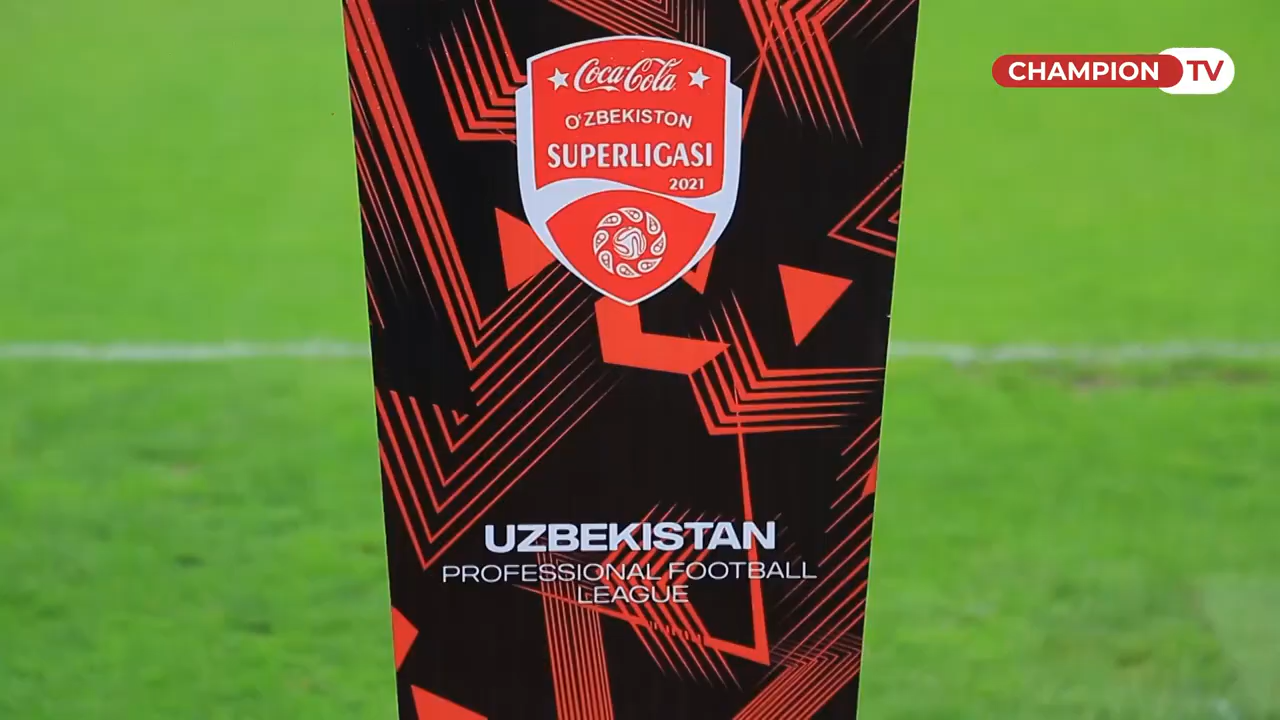 CHAMPION TV
Coca-Cola
O'ZBEKISTON
SUPERLIGASI
2021
UZBEKISTAN
PROFESSIONAL FOOTBALL
LEAGUE